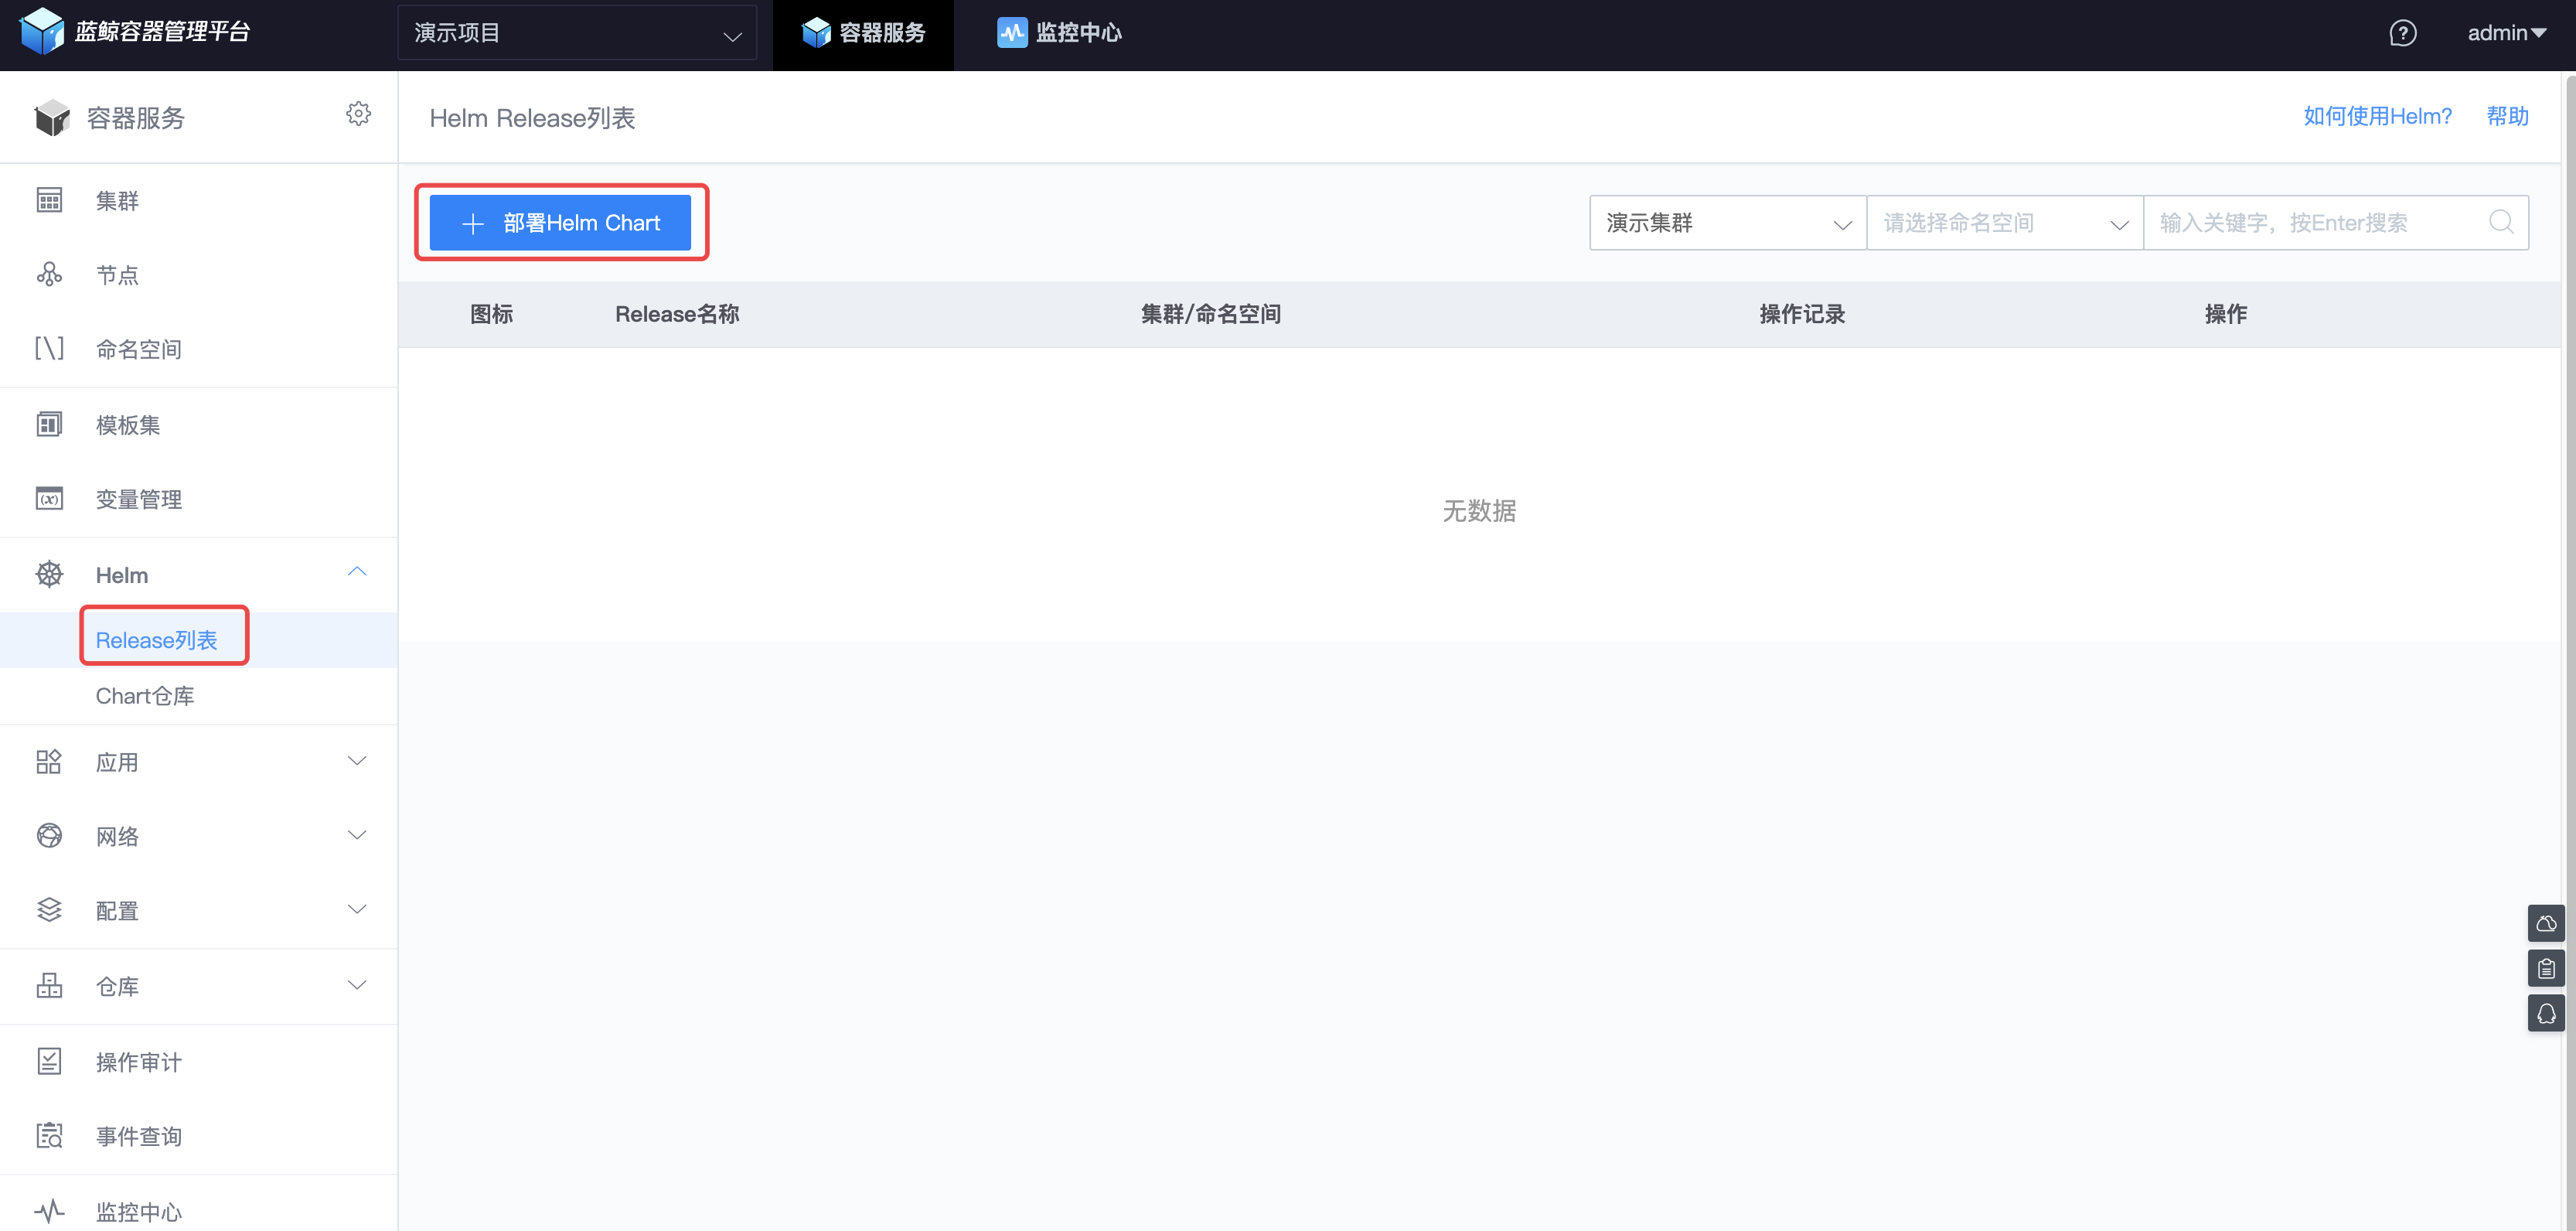 蓝鲸容器管理平台
演示项目
容器服务
监控中心
admin
容器服务
Helm Release列表
如何使用Helm?
帮助
集群
节点
命名空间
模板集
变量管理
Helm
Release列表
Chart仓库
应用
网络
配置
仓库
操作审计
事件查询
监控中心
部署Helm Chart
演示集群
请选择命名空间
输入关键字，按Enter搜索
图标
Release名称
集群/命名空间
操作记录
操作
无数据